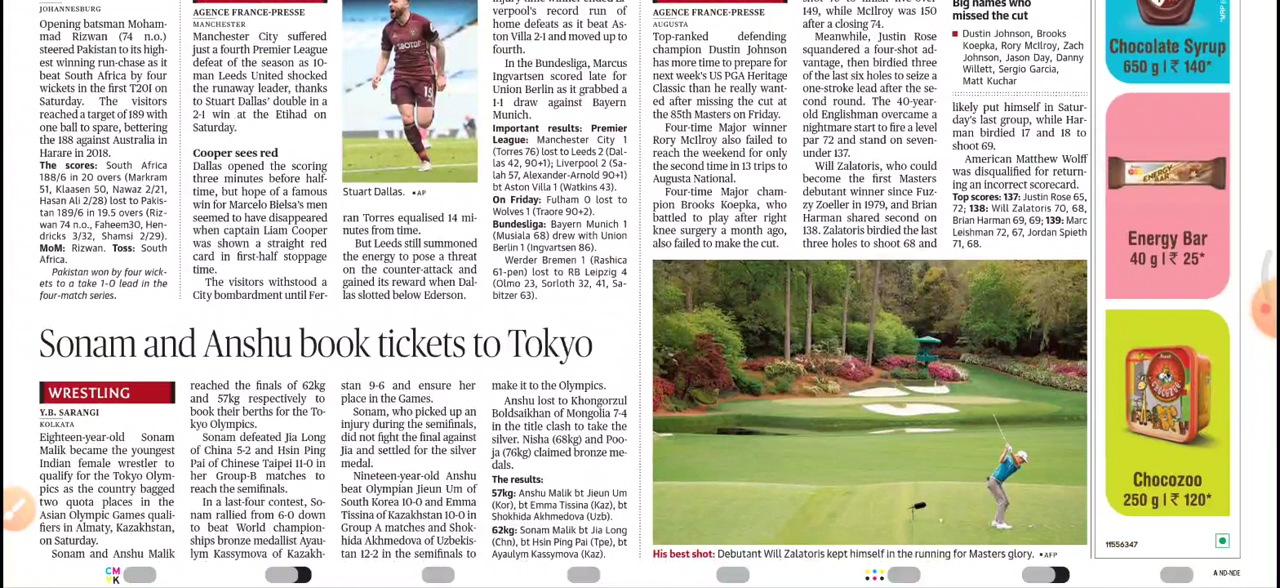 JOHANNESBURG
Opening batsman Moham-
mad Rizwan (74 n.o.)
steered Pakistan to its high-
est winning run-chase as it
beat South Africa by four
wickets in the first T20I on
Saturday. The visitors
reached a target of 189 with
one ball to spare, bettering
the 188 against Australia in
Harare in 2018.
The scores: South Africa
188/6 in 20 overs (Markram
51, Klaasen 50, Nawaz 2/21,
Hasan Ali 2/28) lost to Pakis-
tan 189/6 in 19.5 overs (Riz-
wan 74 n.o., Faheem30, Hen-
dricks 3/32, Shamsi 2/29).
MoM: Rizwan. Toss: South
Africa.
Pakistan won by four wick-
ets to a take 1-0 lead in the
four-match series.
AGENCE FRANCE-PRESSE
MANCHESTER
Manchester City suffered
just a fourth Premier League
defeat of the season as 10-
man Leeds United shocked
the runaway leader, thanks
to Stuart Dallas' double in a
2-1 win at the Etihad on
Saturday.
Cooper sees red
Dallas opened the scoring
three minutes before half-
time, but hope of a famous
win for Marcelo Bielsa's men
seemed to have disappeared
when captain Liam Cooper
was shown a straight red
card in first-half stoppage
time.
The visitors withstood a
City bombardment until Fer-
SBOTOP
15
Stuart Dallas. •AP
ran Torres equalised 14 mi-
nutes from time.
But Leeds still summoned
the energy to pose a threat
on the counter-attack and
gained its reward when Dal-
las slotted below Ederson.
verpool's record run of
home defeats as it beat As-
ton Villa 2-1 and moved up to
fourth.
In the Bundesliga, Marcus
Ingvartsen scored late for
Union Berlin as it grabbed a
1-1 draw against Bayern
Munich.
Important results: Premier
League: Manchester City 1
(Torres 76) lost to Leeds 2 (Dal-
las 42, 90+1); Liverpool 2 (Sa-
lah 57, Alexander-Arnold 90+1)
bt Aston Villa 1 (Watkins 43).
On Friday: Fulham 0 lost to
Wolves 1 (Traore 90+2).
Bundesliga: Bayern Munich 1
(Musiala 68) drew with Union
Berlin 1 (Ingvartsen 86).
Werder Bremen 1 (Rashica
61-pen) lost to RB Leipzig 4
(Olmo 23, Sorloth 32, 41, Sa-
bitzer 63).
AGENCE FRANCE-PRESSE
AUGUSTA
Top-ranked defending
champion Dustin Johnson
has more time to prepare for
next week's US PGA Heritage
Classic than he really want-
ed after missing the cut at
the 85th Masters on Friday.
Four-time Major winner
Rory McIlroy also failed to
reach the weekend for only
the second time in 13 trips to
Augusta National.
Four-time Major cham-
pion Brooks Koepka, who
battled to play after right
knee surgery a month ago,
also failed to make the cut.
149, while McIlroy was 150
after a closing 74.
Meanwhile, Justin Rose
squandered a four-shot ad-
vantage, then birdied three
of the last six holes to seize a
one-stroke lead after the se-
cond round. The 40-year-
old Englishman overcame a
nightmare start to fire a level
par 72 and stand on seven-
under 137.
Will Zalatoris, who could
become the first Masters
debutant winner since Fuz-
zy Zoeller in 1979, and Brian
Harman shared second on
138. Zalatoris birdied the last
three holes to shoot 68 and
Big names who
missed the cut
Dustin Johnson, Brooks
Koepka, Rory McIlroy, Zach
Johnson, Jason Day, Danny
Willett, Sergio Garcia,
Matt Kuchar
likely put himself in Satur-
day's last group, while Har-
man birdied 17 and 18 to
shoot 69.
American Matthew Wolff
was disqualified for return-
ing an incorrect scorecard.
Top scores: 137: Justin Rose 65,
72; 138: Will Zalatoris 70, 68,
Brian Harman 69, 69; 139: Marc
Leishman 72, 67, Jordan Spieth
71, 68.
His best shot: Debutant Will Zalatoris kept himself in the running for Masters glory. •AFP
Sonam and Anshu book tickets to Tokyo
WRESTLING
Y.B. SARANGI
KOLKATA
Eighteen-year-old Sonam
Malik became the youngest
Indian female wrestler to
qualify for the Tokyo Olym-
pics as the country bagged
two quota places in the
Asian Olympic Games quali-
fiers in Almaty, Kazakhstan,
on Saturday.
Sonam and Anshu Malik
reached the finals of 62kg
and 57kg respectively to
book their berths for the To-
kyo Olympics.
Sonam defeated Jia Long
of China 5-2 and Hsin Ping
Pai of Chinese Taipei 11-0 in
her Group-B matches to
reach the semifinals.
In a last-four contest, So-
nam rallied from 6-0 down
to beat World champion-
ships bronze medallist Ayau-
lym Kassymova of Kazakh-
stan 9-6 and ensure her
place in the Games.
Sonam, who picked up an
injury during the semifinals,
did not fight the final against
Jia and settled for the silver
medal.
Nineteen-year-old Anshu
beat Olympian Jieun Um of
South Korea 10-0 and Emma
Tissina of Kazakhstan 10-0 in
Group A matches and Shok-
hida Akhmedova of Uzbekis-
tan 12-2 in the semifinals to
make it to the Olympics.
Anshu lost to Khongorzul
Boldsaikhan of Mongolia 7-4
in the title clash to take the
silver. Nisha (68kg) and Poo-
ja (76kg) claimed bronze me-
dals.
The results:
57kg: Anshu Malik bt Jieun Um
(Kor), bt Emma Tissina (Kaz), bt
Shokhida Akhmedova (Uzb).
62kg: Sonam Malik bt Jia Long
(Chn), bt Hsin Ping Pai (Tpe), bt
Ayaulym Kassymova (Kaz).
Chocolate Syrup
650 g | ₹ 140*
ENERGY BAR
Energy Bar
40 g | ₹ 25*
Chocozoo
250 g | ₹ 120*
11556347
CM
YK
A ND-NDE